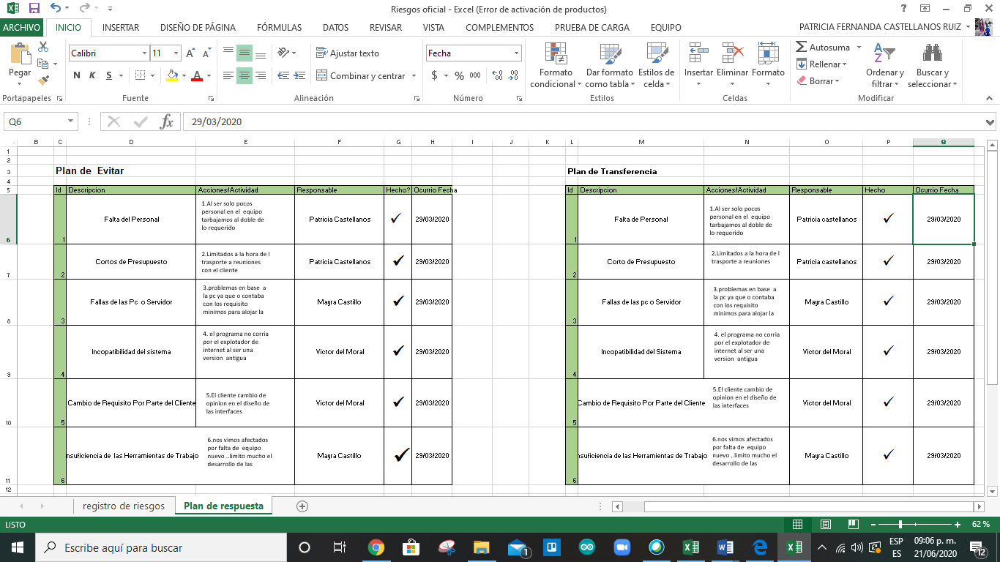 Riesgos oficial - Excel (Error de activación de productos)
ARCHIVO INICIO INSERTAR DISEÑO DE PÁGINA FÓRMULAS DATOS REVISAR VISTA COMPLEMENTOS PRUEBA DE CARGA EQUIPO PATRICIA FERNANDA CASTELLANOS RUIZ
Pegar
Portapapeles
Calibri 11
N K S
Fuente
Ajustar texto
Combinar y centrar
Alineación
Fecha
$ % 000
Número
Formato
condicional
Dar formato
como tabla
Estilos de
celda
Estilos
Insertar Eliminar Formato
Celdas
Autosuma
Rellenar
Borrar
Ordenar y
filtrar
Buscar y
seleccionar
Modificar
Q6 fx 29/03/2020
B C D E F G H I J K L M N O P Q
1
2
3
4
5
6
7
8
9
10
11
12
Plan de  Evitar
Id Descripcion Acciones/Actividad Responsable Hecho? Ocurrio Fecha
1 Falta del Personal
1.Al ser solo pocos
personal en el  equipo
tarbajamos al doble de
lo requerido
Patricia Castellanos ✓ 29/03/2020
2 Cortos de Presupuesto
2.Limitados a la hora de l
trasporte a reuniones
con el cliente
Patricia Castellanos ✓ 29/03/2020
3 Fallas de las Pc  o Servidor
3.problemas en base  a
la pc ya que o contaba
con los requisito
minimos para alojar la
Mayra Castillo ✓ 29/03/2020
4 Incopatibilidad del sistema
4. el programa no corria
por el explotador de
internet al ser una
version  antigua
Victor del Moral ✓ 29/03/2020
5 Cambio de Requisito Por Parte del Cliente
5.El cliente cambio de
opinion en el diseño de
las interfaces
Victor del Moral ✓ 29/03/2020
6 nsuficiencia de  las Herramientas de Trabajo
6.nos vimos afectados
por falta de  equipo
nuevo ..limito mucho el
desarrollo de las
Mayra Castillo ✓ 29/03/2020
Plan de Transferencia
Id Descripcion Acciones/Actividad Responsable Hecho Ocurrio Fecha
1 Falta de Personal
1.Al ser solo pocos
personal en el  equipo
tarbajamos al doble de
lo requerido
Patricia castellanos ✓ 29/03/2020
2 Corto de Presupuesto
2.Limitados a la hora de l
trasporte a reuniones
Patricia castellanos ✓ 29/03/2020
3 Fallas de las pc o Servidor
3.problemas en base  a
la pc ya que o contaba
con los requisito
minimos para alojar la
Mayra Castillo ✓ 29/03/2020
4 Incopatibilidad del Sistema
4. el programa no corria
por el explotador de
internet al ser una
version  antigua
Victor del Moral ✓ 29/03/2020
5 Cambio de Requisito Por Parte del Cliente
5.El cliente cambio de
opinion en el diseño de
las interfaces
Victor del Moral ✓ 29/03/2020
6 nsuficiencia de las Herramientas de Trabajo
6.nos vimos afectados
por falta de  equipo
nuevo ..limito mucho el
desarrollo de las
Mayra Castillo ✓ 29/03/2020
registro de riesgos Plan de respuesta
LISTO 62 %
Escribe aquí para buscar
1
ESP
ES
09:06 p. m.
21/06/2020
12